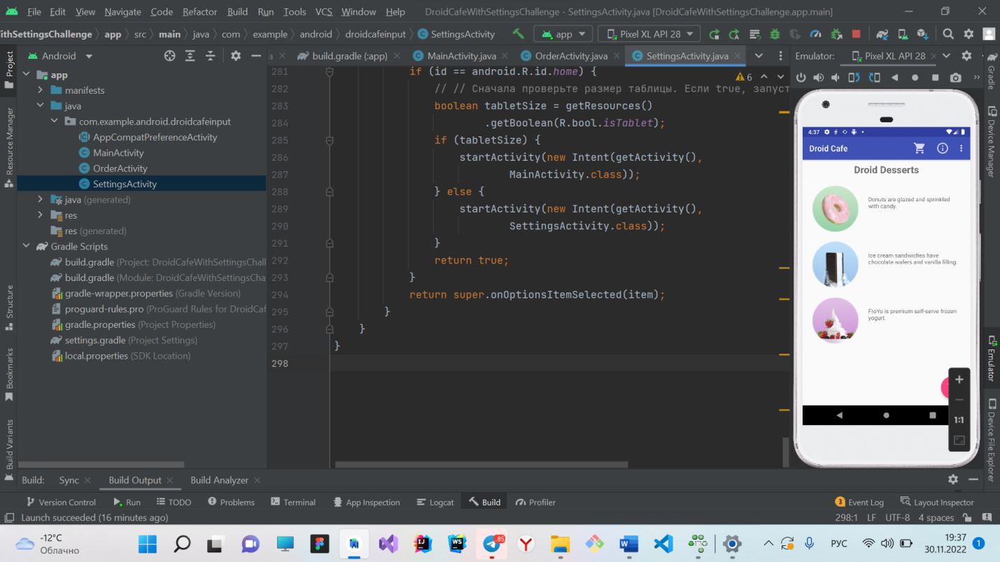 File Edit View Navigate Code Refactor Build Run Tools VCS Window Help DroidCafeWithSettingsChallenge - SettingsActivity.java [DroidCafeWithSettingsChallenge.app.main]
ithSettingsChallenge app src main java com example android droidcafeinput SettingsActivity app Pixel XL API 28
Android
a build.gradle (:app) MainActivity.java OrderActivity.java SettingsActivity.java
Emulator: Pixel XL API 28
Project
Resource Manager
Structure
Bookmarks
Build Variants
app
manifests
java
com.example.android.droidcafeinput
AppCompatPreferenceActivity
MainActivity
OrderActivity
SettingsActivity
java (generated)
res
res (generated)
Gradle Scripts
build.gradle (Project: DroidCafeWithSettingsChall
build.gradle (Module: DroidCafeWithSettingsCha
gradle-wrapper.properties (Gradle Version)
proguard-rules.pro (ProGuard Rules for DroidCaf
gradle.properties (Project Properties)
settings.gradle (Project Settings)
local.properties (SDK Location)
281 if (id == android.R.id.home) {
6
282 // // Сначала проверьте размер таблицы. Если true, запуст
283 boolean tabletSize = getResources()
284 .getBoolean(R.bool.isTablet);
285 if (tabletSize) {
286 startActivity(new Intent(getActivity(),
287 MainActivity.class));
288 } else {
289 startActivity(new Intent(getActivity(),
290 SettingsActivity.class));
291 }
292 return true;
293 }
294 return super.onOptionsItemSelected(item);
295 }
296 }
297 }
298
4:37
Droid Cafe
Droid Desserts
Donuts are glazed and sprinkled
with candy.
Ice cream sandwiches have
chocolate wafers and vanilla filling.
FroYo is premium self-serve frozen
yogurt.
1:1
Gradle
Device Manager
Emulator
Device File Explorer
Build: Sync Build Output Build Analyzer
Version Control Run TODO Problems Terminal App Inspection Logcat Build Profiler 3 Event Log Layout Inspector
Launch succeeded (16 minutes ago) 298:1 LF UTF-8 4 spaces
-12°C
Облачно
IJ WS .85 Y РУС
19:37
30.11.2022
1